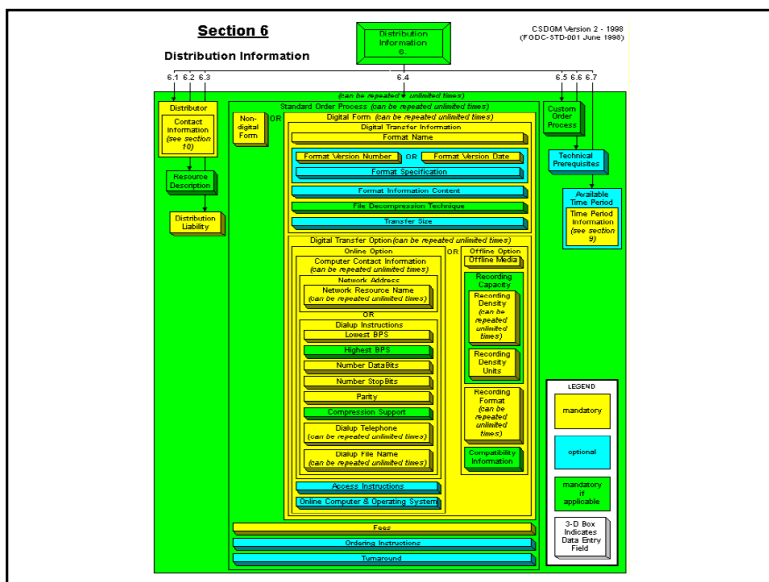 Section 6
Distribution Information
Distribution
Information
6.
CSDGM Version 2 - 1998
(FGDC-STD-001 June 1998)
6.1
6.2
6.3
6.4
6.5
6.6
6.7
(can be repeated unlimited times)
Distributor
Contact
Information
(see section
10)
Resource
Description
Distribution
Liability
Standard Order Process (can be repeated unlimited times)
Non-
digital
Form
OR
Digital Form (can be repeated unlimited times)
Digital Transfer Information
Format Name
Format Version Number
OR
Format Version Date
Format Specification
Format Information Content
File Decompression Technique
Transfer Size
Digital Transfer Option (can be repeated unlimited times)
Online Option
Computer Contact Information
(can be repeated unlimited times)
Network Address
Network Resource Name
(can be repeated unlimited times)
OR
Dialup Instructions
Lowest BPS
Highest BPS
Number DataBits
Number StopBits
Parity
Compression Support
Dialup Telephone
(can be repeated unlimited times)
Dialup File Name
(can be repeated unlimited times)
Access Instructions
Online Computer & Operating System
OR
Offline Option
Offline Media
Recording
Capacity
Recording
Density
(can be
repeated
unlimited
times)
Recording
Density
Units
Recording
Format
(can be
repeated
unlimited
times)
Compatibility
Information
Fees
Ordering Instructions
Turnaround
Custom
Order
Process
Technical
Prerequisites
Available
Time Period
Time Period
Information
(see section
9)
LEGEND
mandatory
optional
mandatory
if
applicable
3-D Box
Indicates
Data Entry
Field